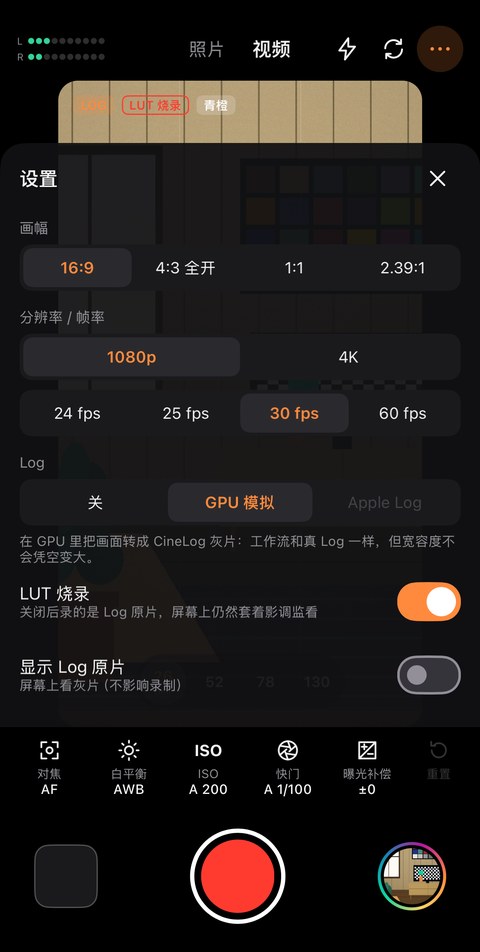 L
R
照片 视频
LOG LUT 烧录 青橙
设置
画幅
16:9 4:3 全开 1:1 2.39:1
分辨率 / 帧率
1080p 4K
24 fps 25 fps 30 fps 60 fps
Log
关 GPU 模拟 Apple Log
在 GPU 里把画面转成 CineLog 灰片：工作流和真 Log 一样，但宽容度不
会凭空变大。
LUT 烧录
关闭后录的是 Log 原片，屏幕上仍然套着影调监看
显示 Log 原片
屏幕上看灰片 (不影响录制)
52 78 130
ISO
对焦 白平衡 ISO 快门 曝光补偿 重置
AF AWB A 200 A 1/100 ±0